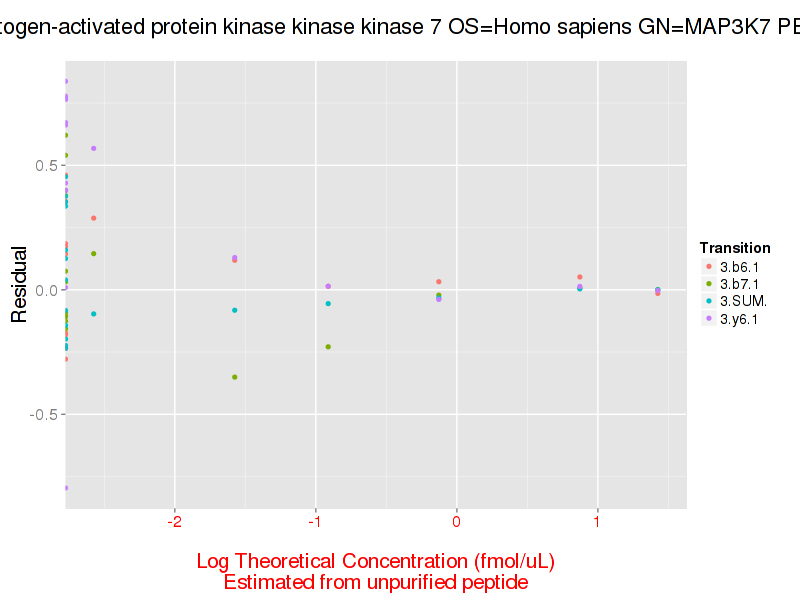 togen-activated protein kinase kinase kinase 7 OS=Homo sapiens GN=MAP3K7 PE
Residual
0.5
0.0
-0.5
-2
-1
0
1
Log Theoretical Concentration (fmol/uL)
Estimated from unpurified peptide
Transition
3.b6.1
3.b7.1
3.SUM.
3.y6.1